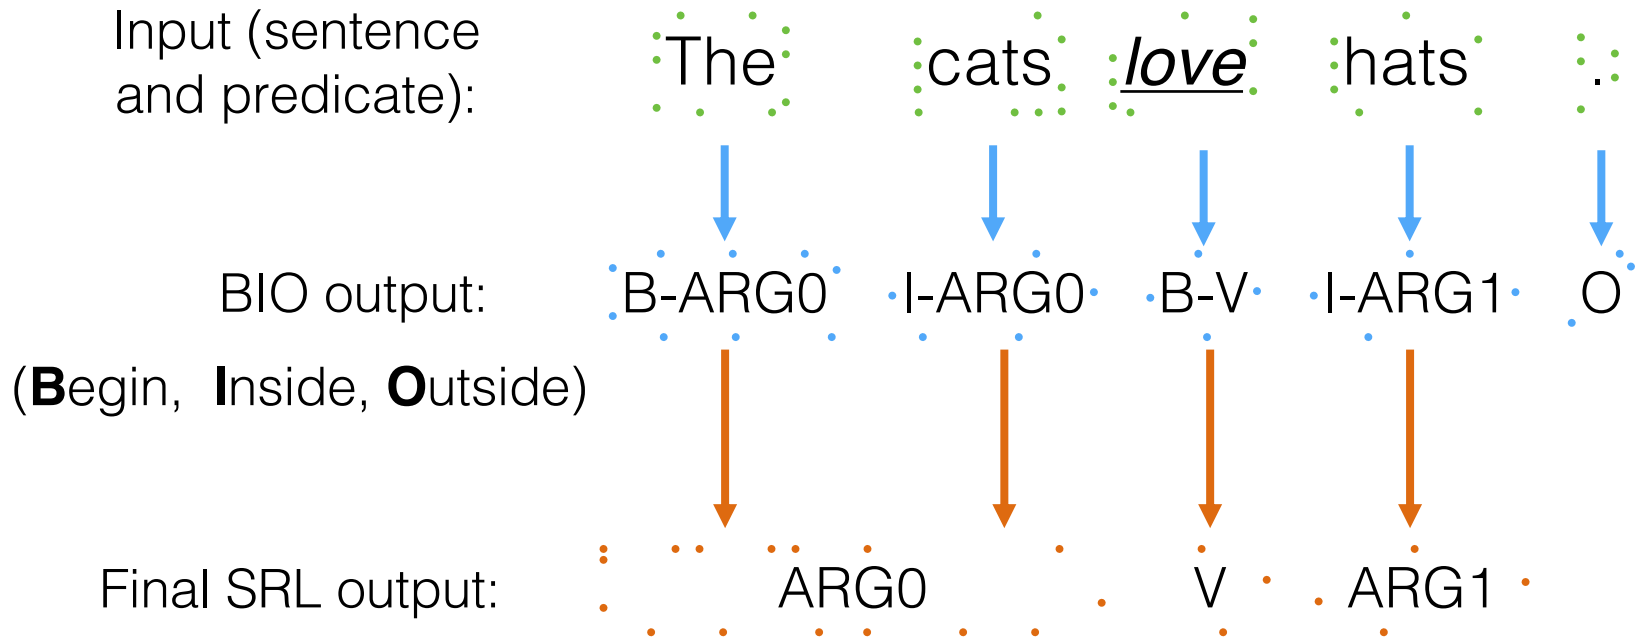 Input (sentence and predicate):
The cats love hats .
BIO output:
B-ARG0 I-ARG0 B-V I-ARG1 O
(Begin, Inside, Outside)
Final SRL output:
ARG0 V ARG1